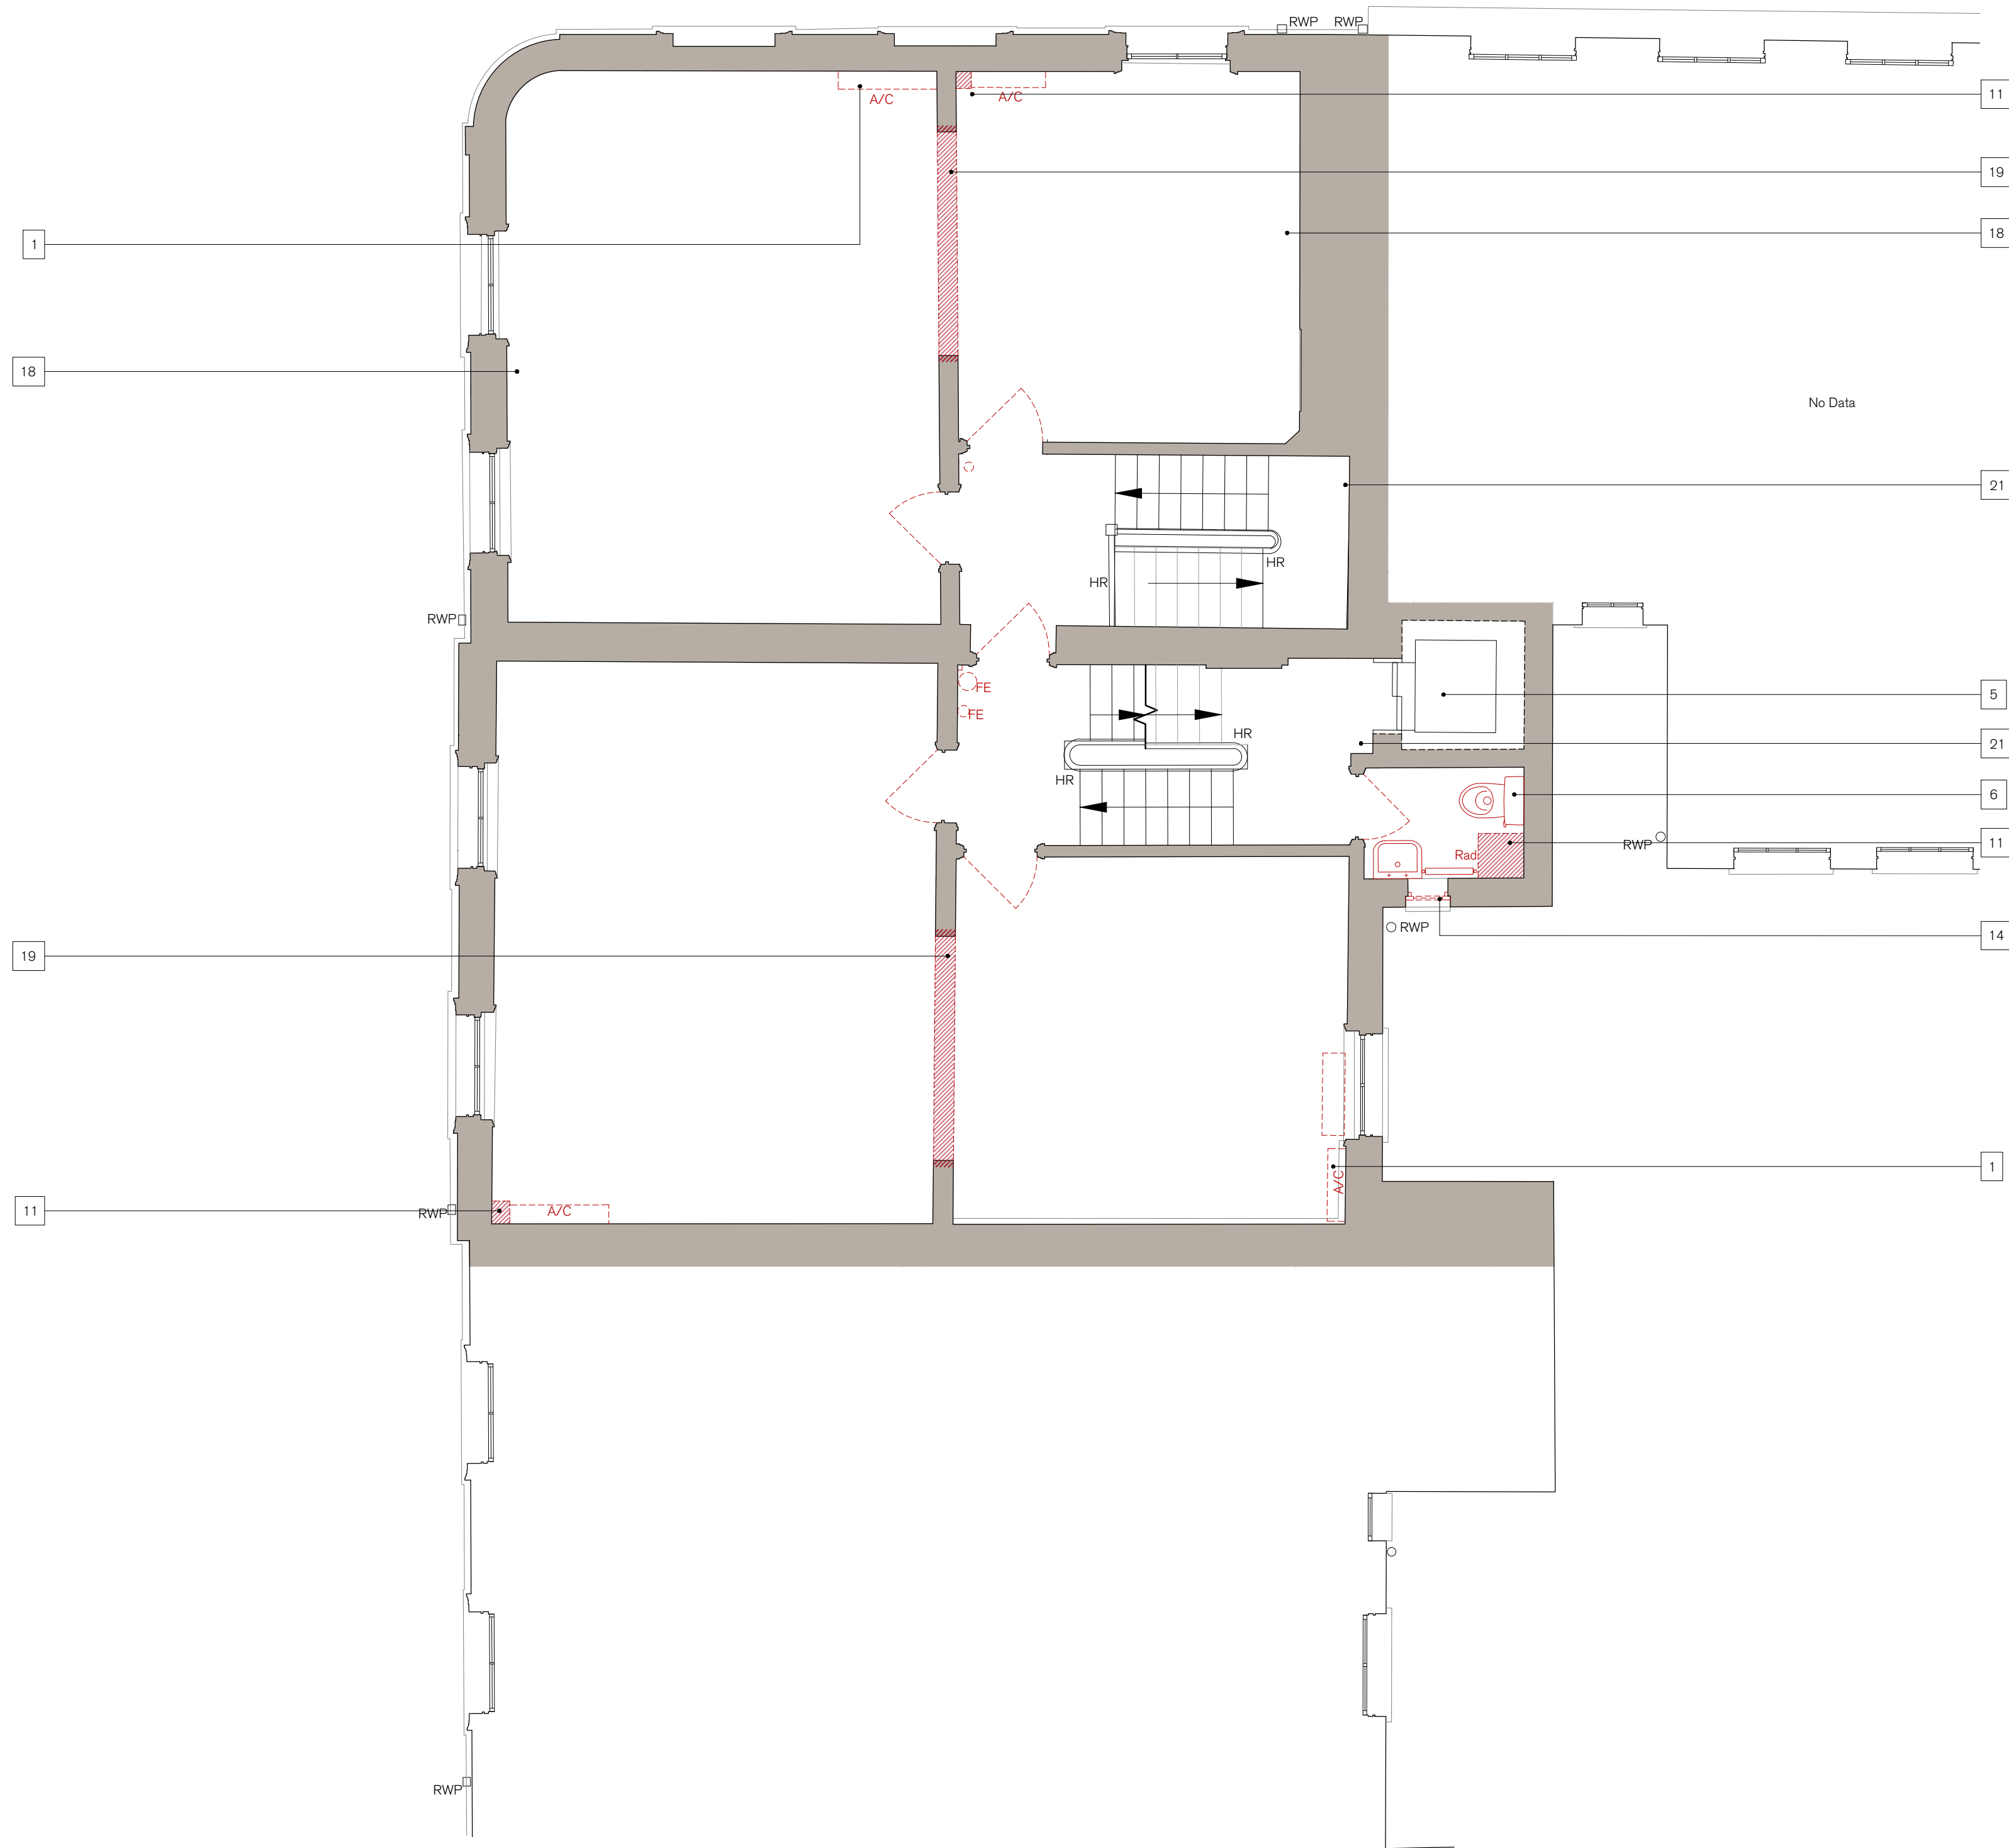 RWP RWP
A/C A/C
11
19
18
1
18
No Data
21
HR
HR
RWP
FE
FE
5
HR
21
HR
6
RWP
11
Rad
RWP
14
19
1
A/C
11
RWP
A/C
RWP